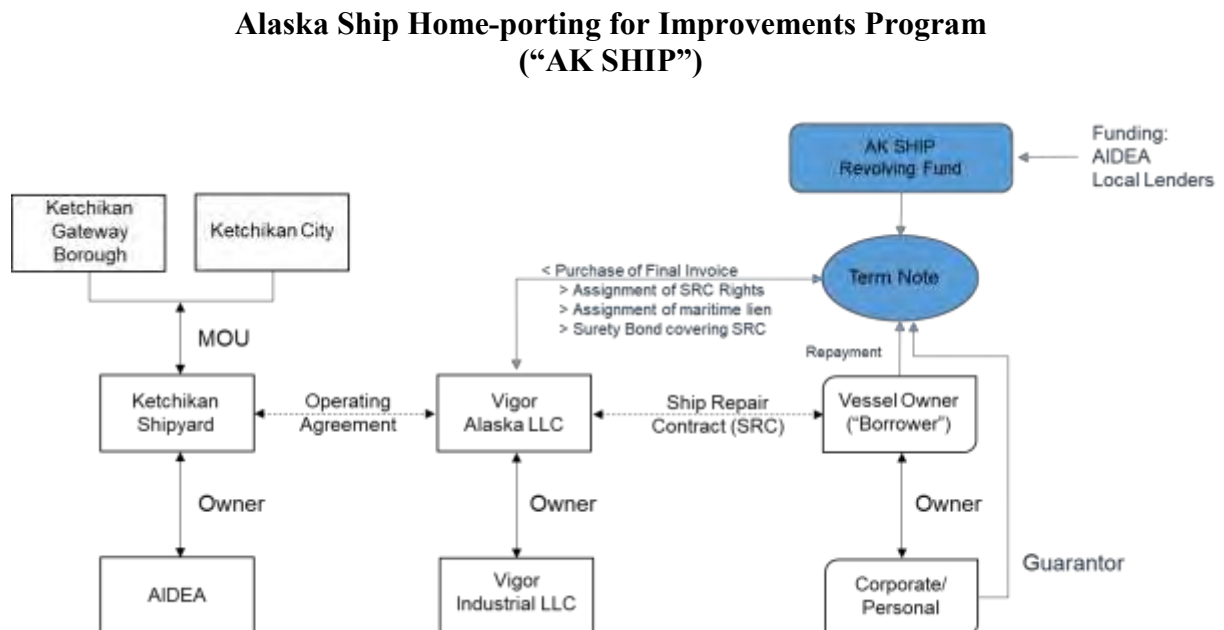 Alaska Ship Home-porting for Improvements Program
(“AK SHIP”)
AK SHIP
Revolving Fund
Funding:
AIDEA
Local Lenders
Ketchikan
Gateway
Borough
Ketchikan City
< Purchase of Final Invoice
> Assignment of SRC Rights
> Assignment of maritime lien
> Surety Bond covering SRC
Term Note
MOU
Repayment
Ketchikan
Shipyard
Operating
Agreement
Vigor
Alaska LLC
Ship Repair
Contract (SRC)
Vessel Owner
("Borrower")
Owner
Owner
Owner
Guarantor
AIDEA
Vigor
Industrial LLC
Corporate/
Personal